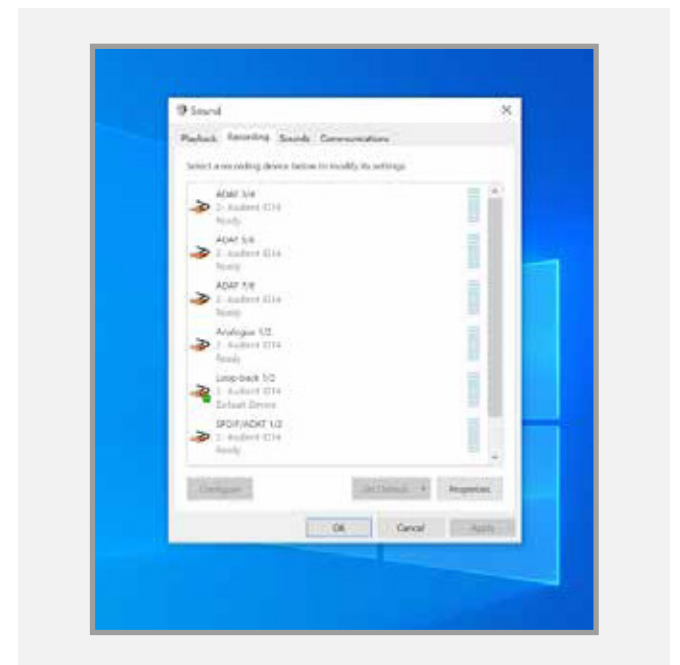 Sound
Playback Recording Sounds Communications
Select a recording device below to modify its settings:
ADAT 3/4
2- Audient iD14
Ready
ADAT 5/6
2- Audient iD14
Ready
ADAT 7/8
2- Audient iD14
Ready
Analogue 1/2
2- Audient iD14
Ready
Loop-back 1/2
2- Audient iD14
Default Device
SPDIF/ADAT 1/2
2- Audient iD14
Ready
Configure Set Default Properties
OK Cancel Apply